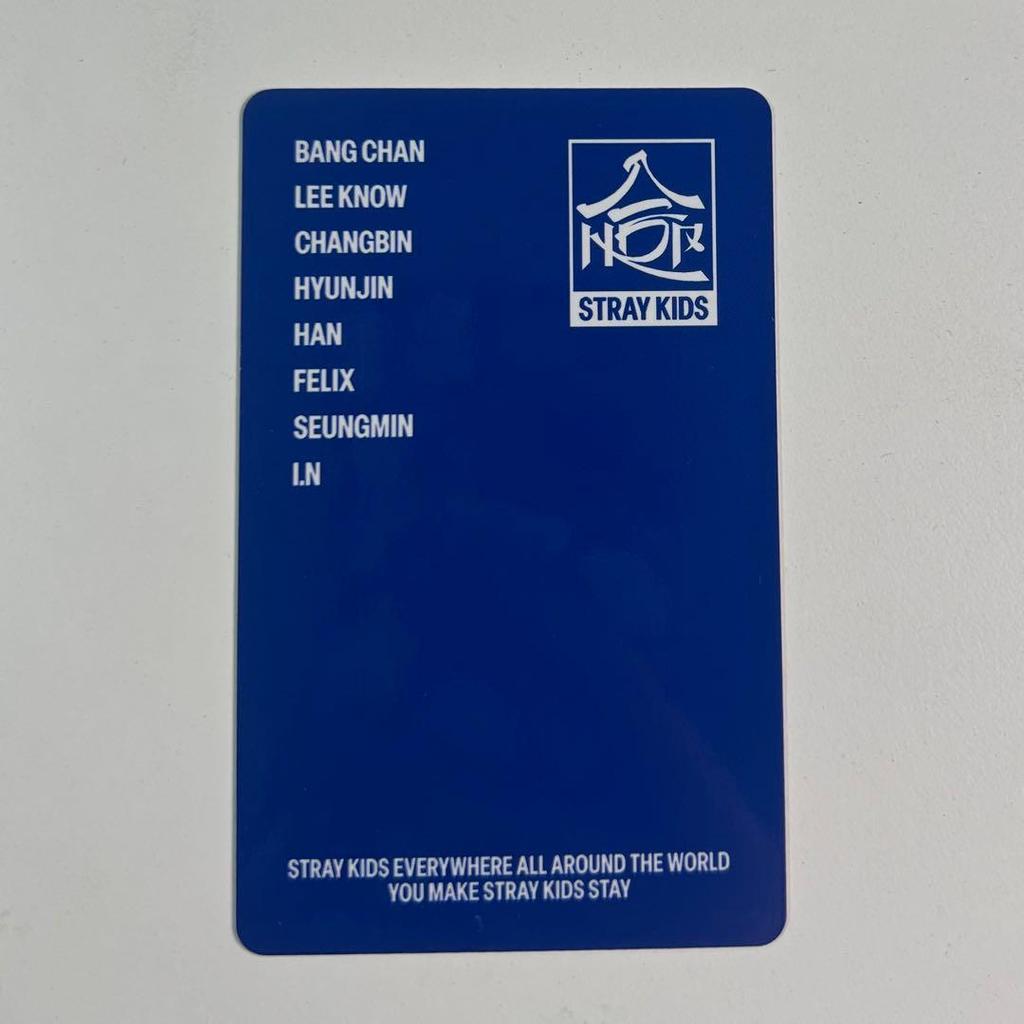 BANG CHAN
LEE KNOW
CHANGBIN
HYUNJIN
HAN
FELIX
SEUNGMIN
I.N
STRAY KIDS
STRAY KIDS EVERYWHERE ALL AROUND THE WORLD
YOU MAKE STRAY KIDS STAY